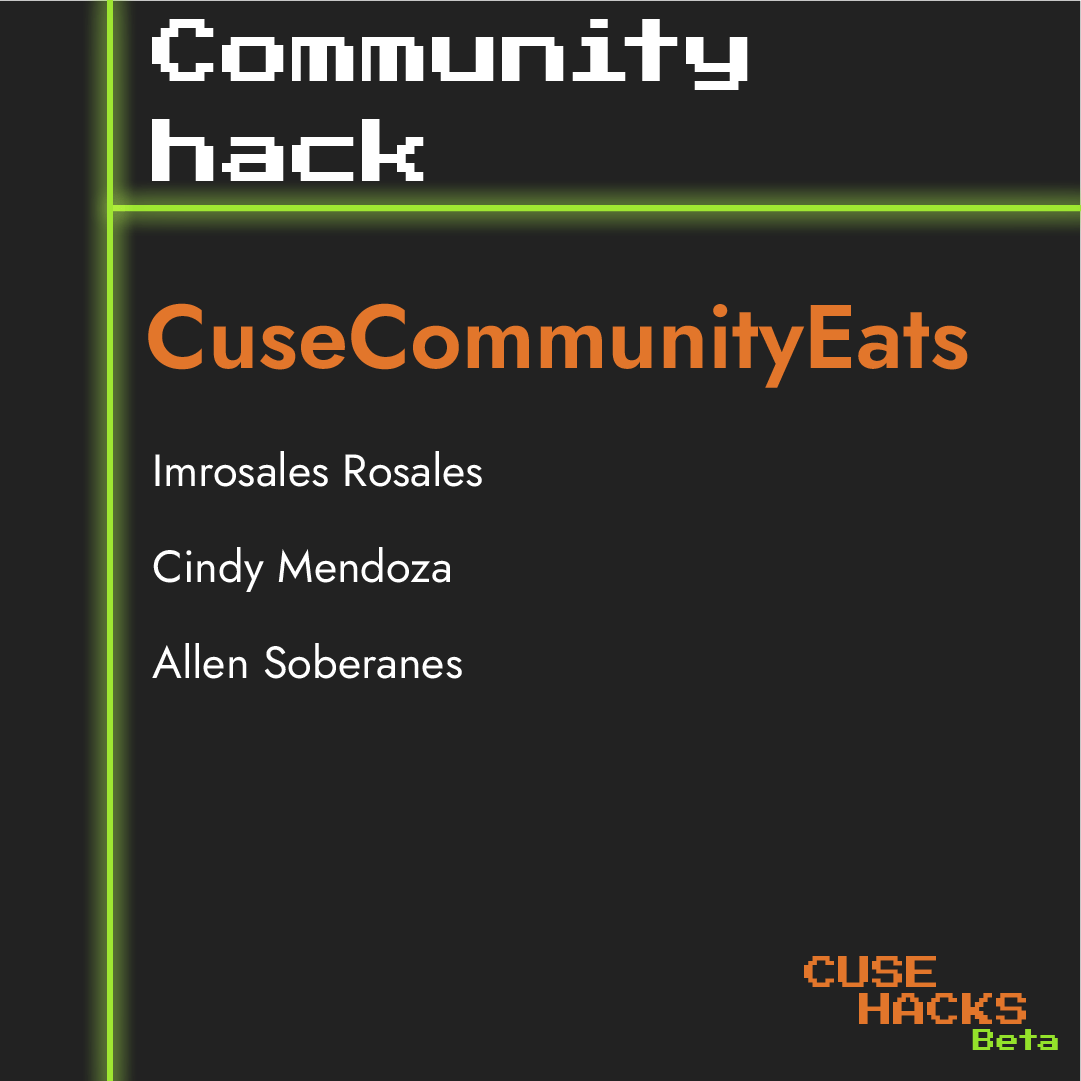 Community
hack
CuseCommunityEats
Imrosales Rosales
Cindy Mendoza
Allen Soberanes
CUSE
HACKS
Beta